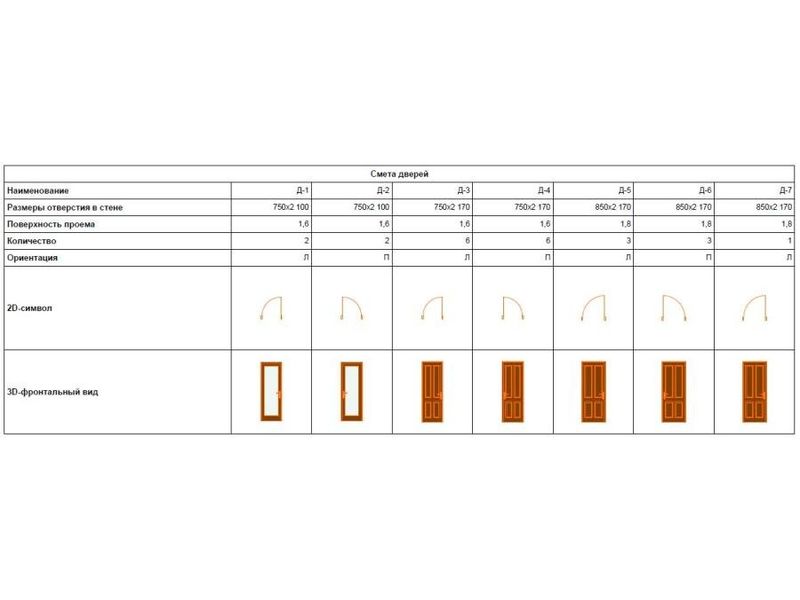 Смета дверей
Наименование Д-1 Д-2 Д-3 Д-4 Д-5 Д-6 Д-7
Размеры отверстия в стене 750x2 100 750x2 100 750x2 170 750x2 170 850x2 170 850x2 170 850x2 170
Поверхность проема 1,6 1,6 1,6 1,6 1,8 1,8 1,8
Количество 2 2 6 6 3 3 1
Ориентация Л П Л П Л П Л
2D-символ
3D-фронтальный вид